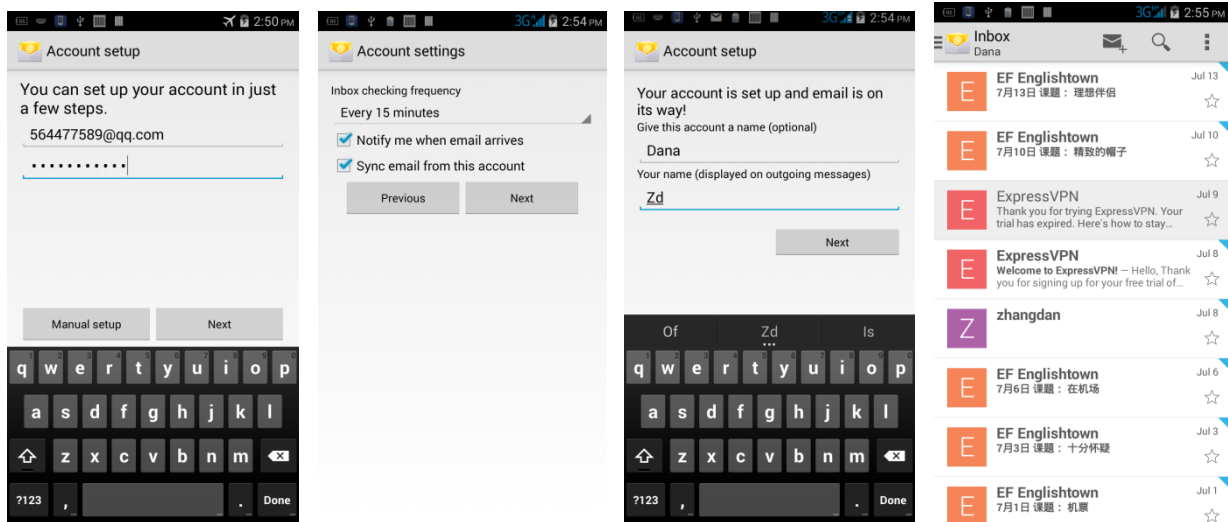 2:50 PM
Account setup
You can set up your account in just
a few steps.
564477589@qq.com
Manual setup
Next
q w e r t y u i o p
a s d f g h j k l
z x c v b n m
?123 , . Done
3G 2:54 PM
Account settings
Inbox checking frequency
Every 15 minutes
Notify me when email arrives
Sync email from this account
Previous
Next
3G 2:54 PM
Account setup
Your account is set up and email is on
its way!
Give this account a name (optional)
Dana
Your name (displayed on outgoing messages)
Zd
Next
Of Zd Is
q w e r t y u i o p
a s d f g h j k l
z x c v b n m
?123 , . Done
3G 2:55 PM
Inbox
Dana
E
EF Englishtown
Jul 13
7月13日 课题： 理想伴侣
E
EF Englishtown
Jul 10
7月10日 课题： 精致的帽子
E
ExpressVPN
Jul 9
Thank you for trying ExpressVPN. Your
trial has expired. Here's how to stay...
E
ExpressVPN
Jul 8
Welcome to ExpressVPN! — Hello, Thank
you for signing up for your free trial of...
Z
zhangdan
Jul 8
E
EF Englishtown
Jul 6
7月6日 课题： 在机场
E
EF Englishtown
Jul 3
7月3日 课题： 十分怀疑
E
EF Englishtown
Jul 1
7月1日 课题： 机票